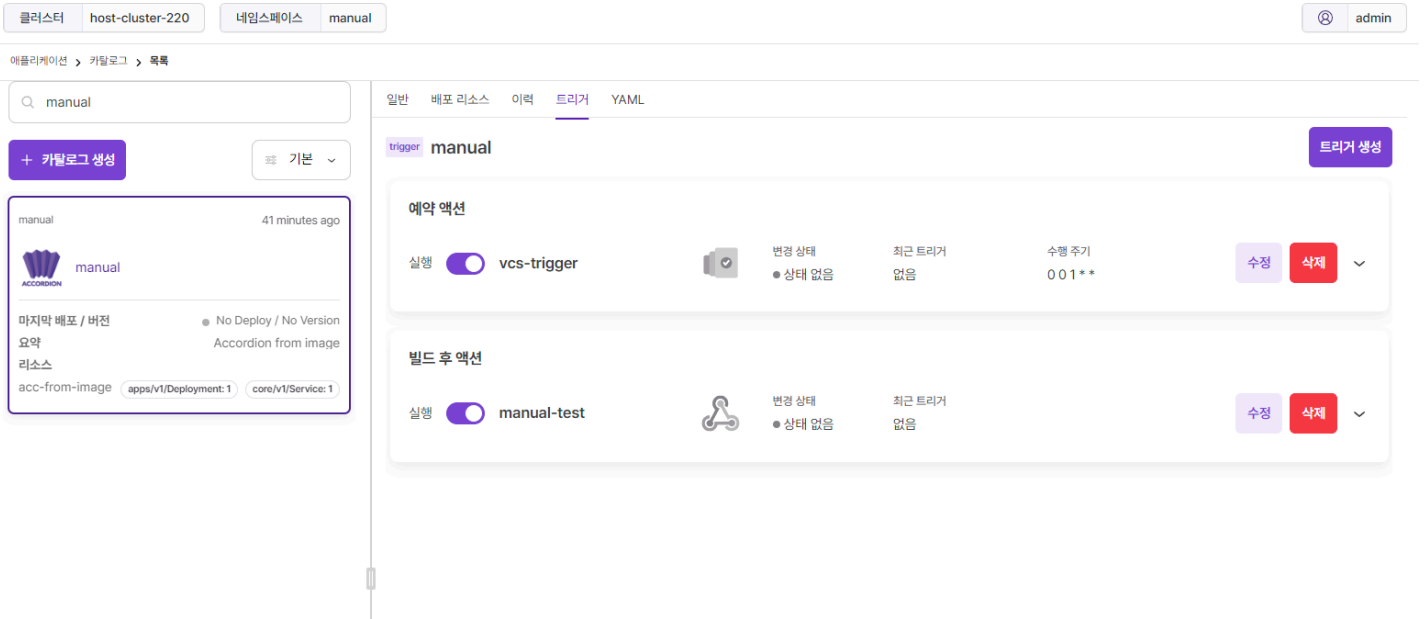 클러스터 host-cluster-220 네임스페이스 manual admin
애플리케이션 카탈로그 목록
manual
카탈로그 생성 기본
manual 41 minutes ago
manual
ACCORDION
마지막 배포 / 버전 No Deploy / No Version
요약 Accordion from image
리소스
acc-from-image apps/v1/Deployment: 1 core/v1/Service: 1
일반 배포 리소스 이력 트리거 YAML
trigger manual 트리거 생성
예약 액션
변경 상태 최근 트리거 수행 주기
실행 vcs-trigger 수정 삭제
상태 없음 없음 0 0 1 * *
빌드 후 액션
변경 상태 최근 트리거
실행 manual-test 수정 삭제
상태 없음 없음